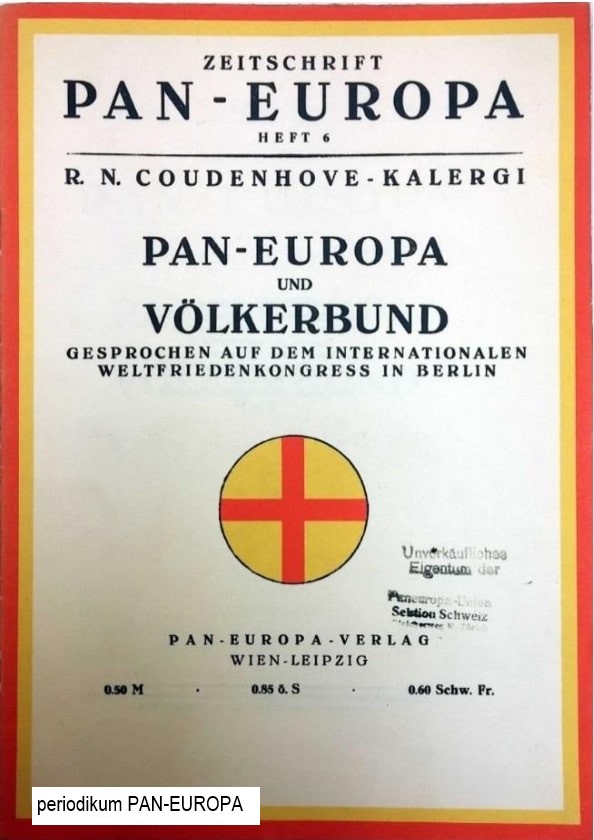 ZEITSCHRIFT
PAN-EUROPA
HEFT 6
R. N. COUDENHOVE-KALERGI
PAN-EUROPA
UND
VÖLKERBUND
GESPROCHEN AUF DEM INTERNATIONALEN
WELTFRIEDENKONGRESS IN BERLIN
Unverkäufliches
Eigentum der
Paneuropa-Union
Sektion Schweiz
PAN-EUROPA-VERLAG
WIEN-LEIPZIG
0.50 M · 0.85 ö. S · 0.60 Schw. Fr.
periodikum PAN-EUROPA